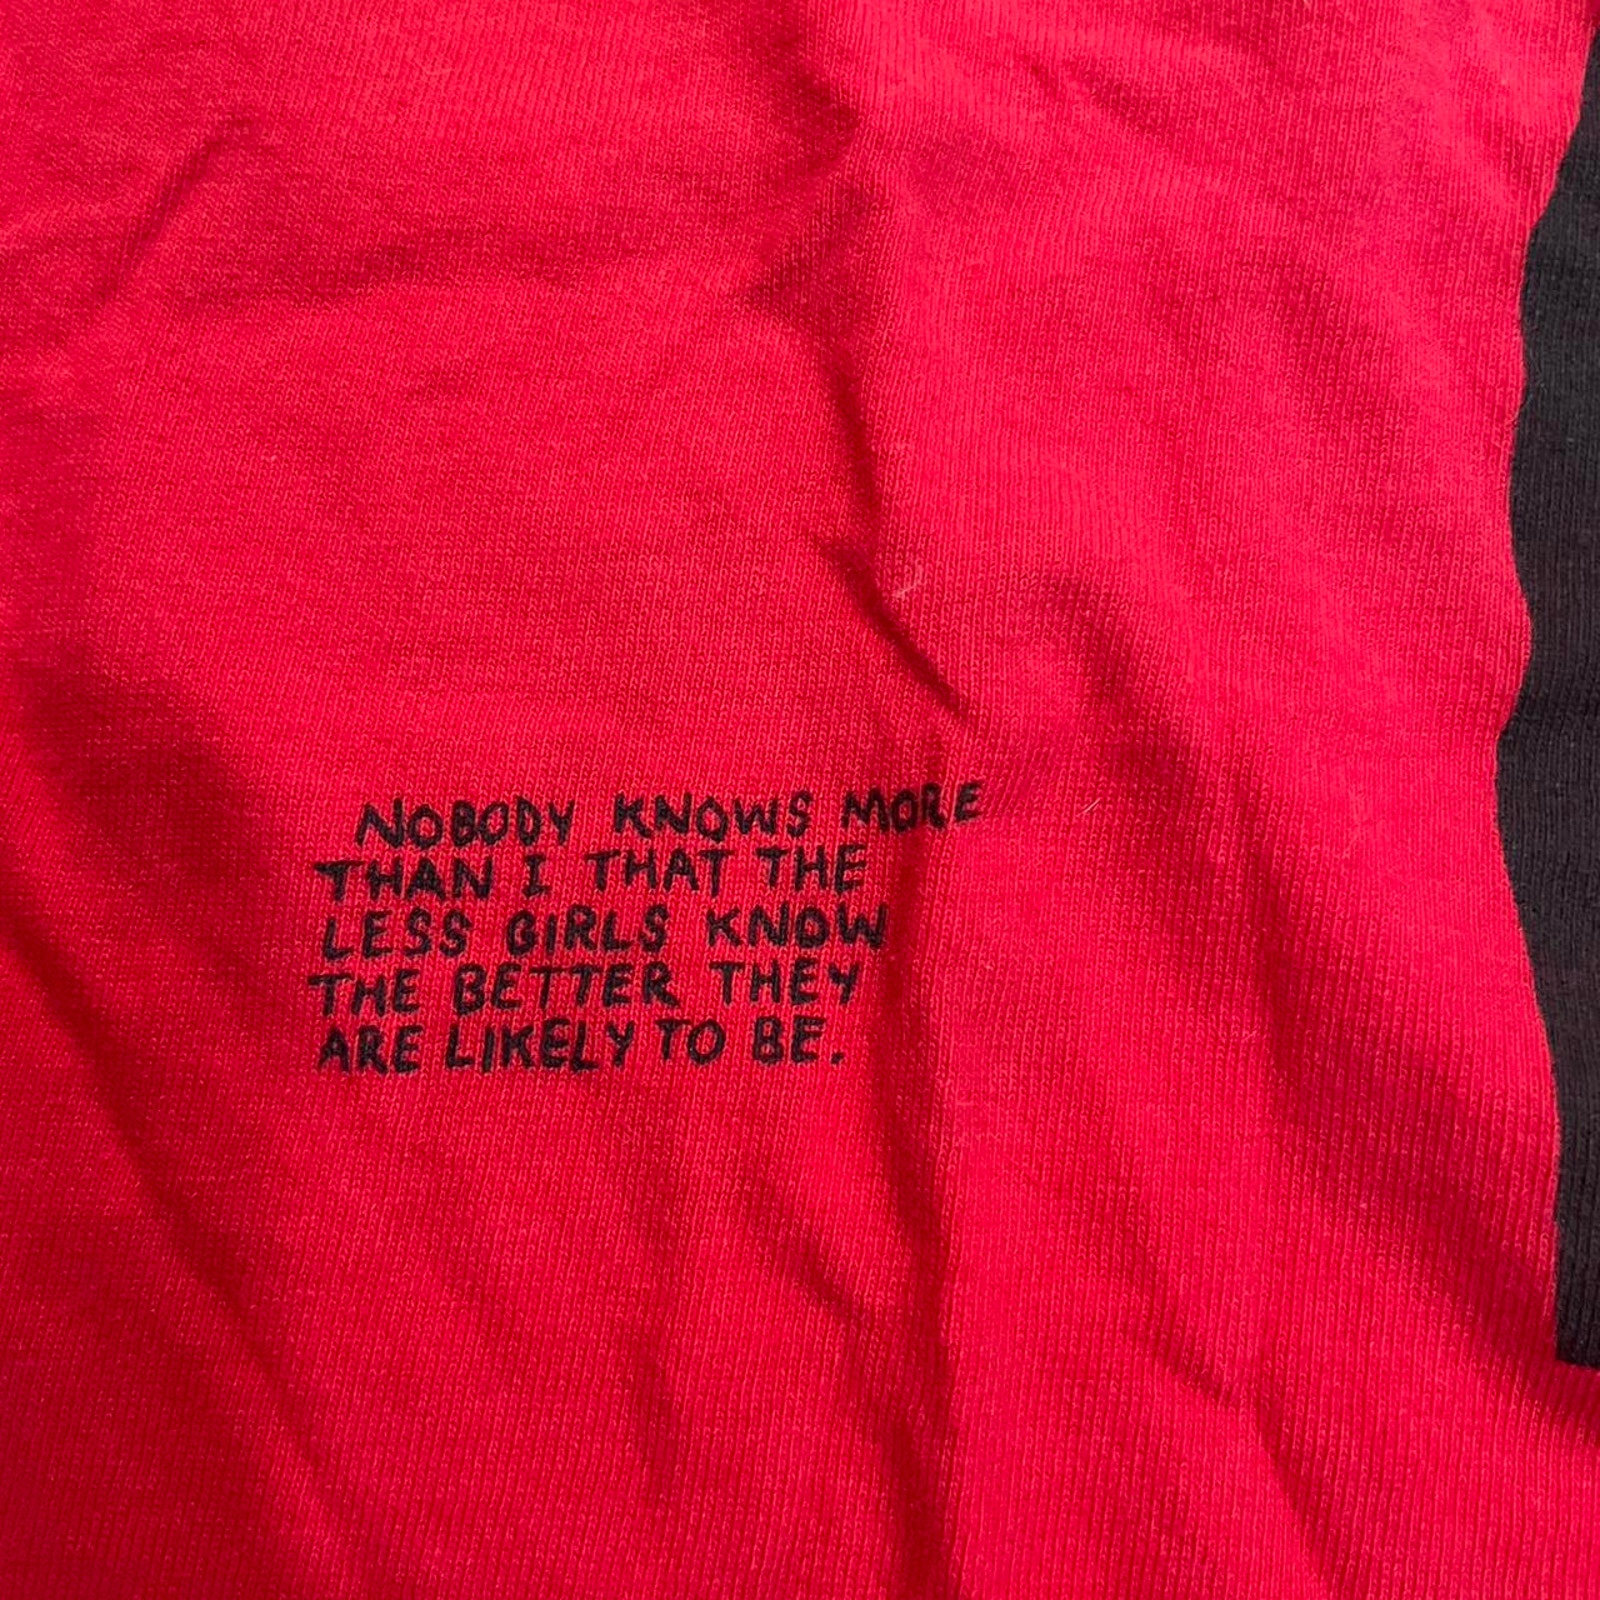 NOBODY KNOWS MORE
THAN I THAT THE
LESS GIRLS KNOW
THE BETTER THEY
ARE LIKELY TO BE.